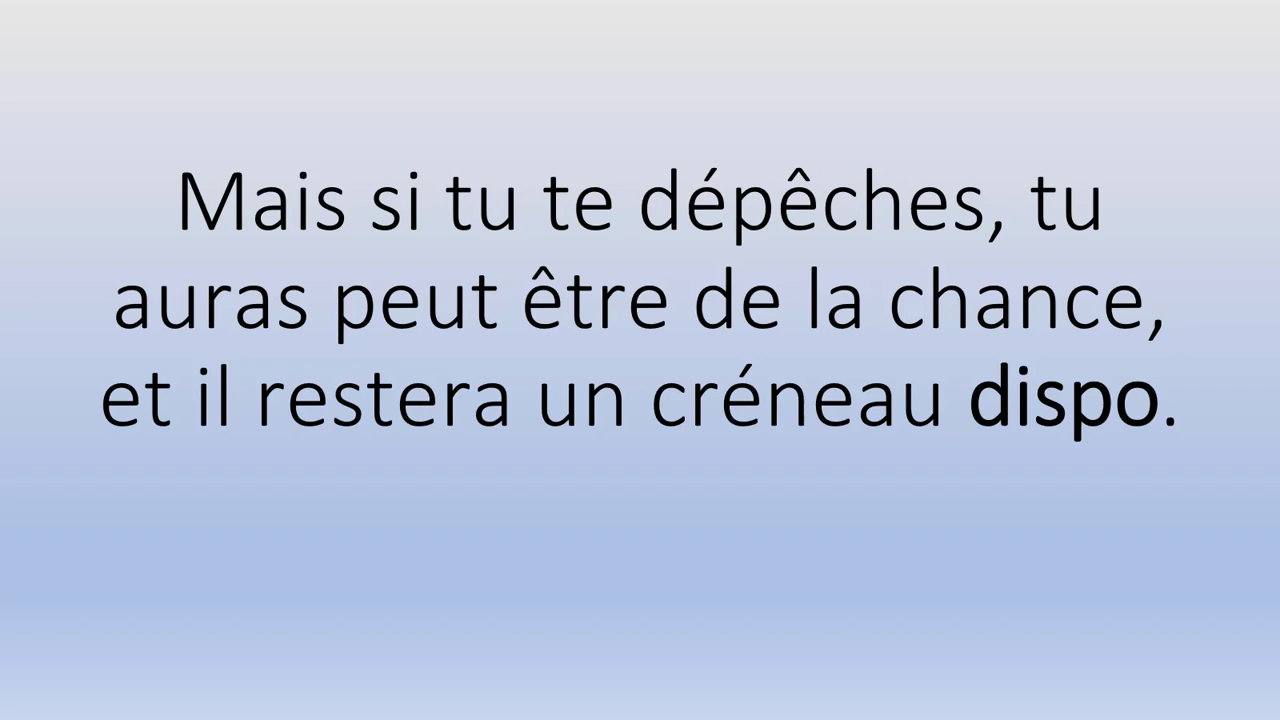 Mais si tu te dépêches, tu
auras peut être de la chance,
et il restera un créneau dispo.